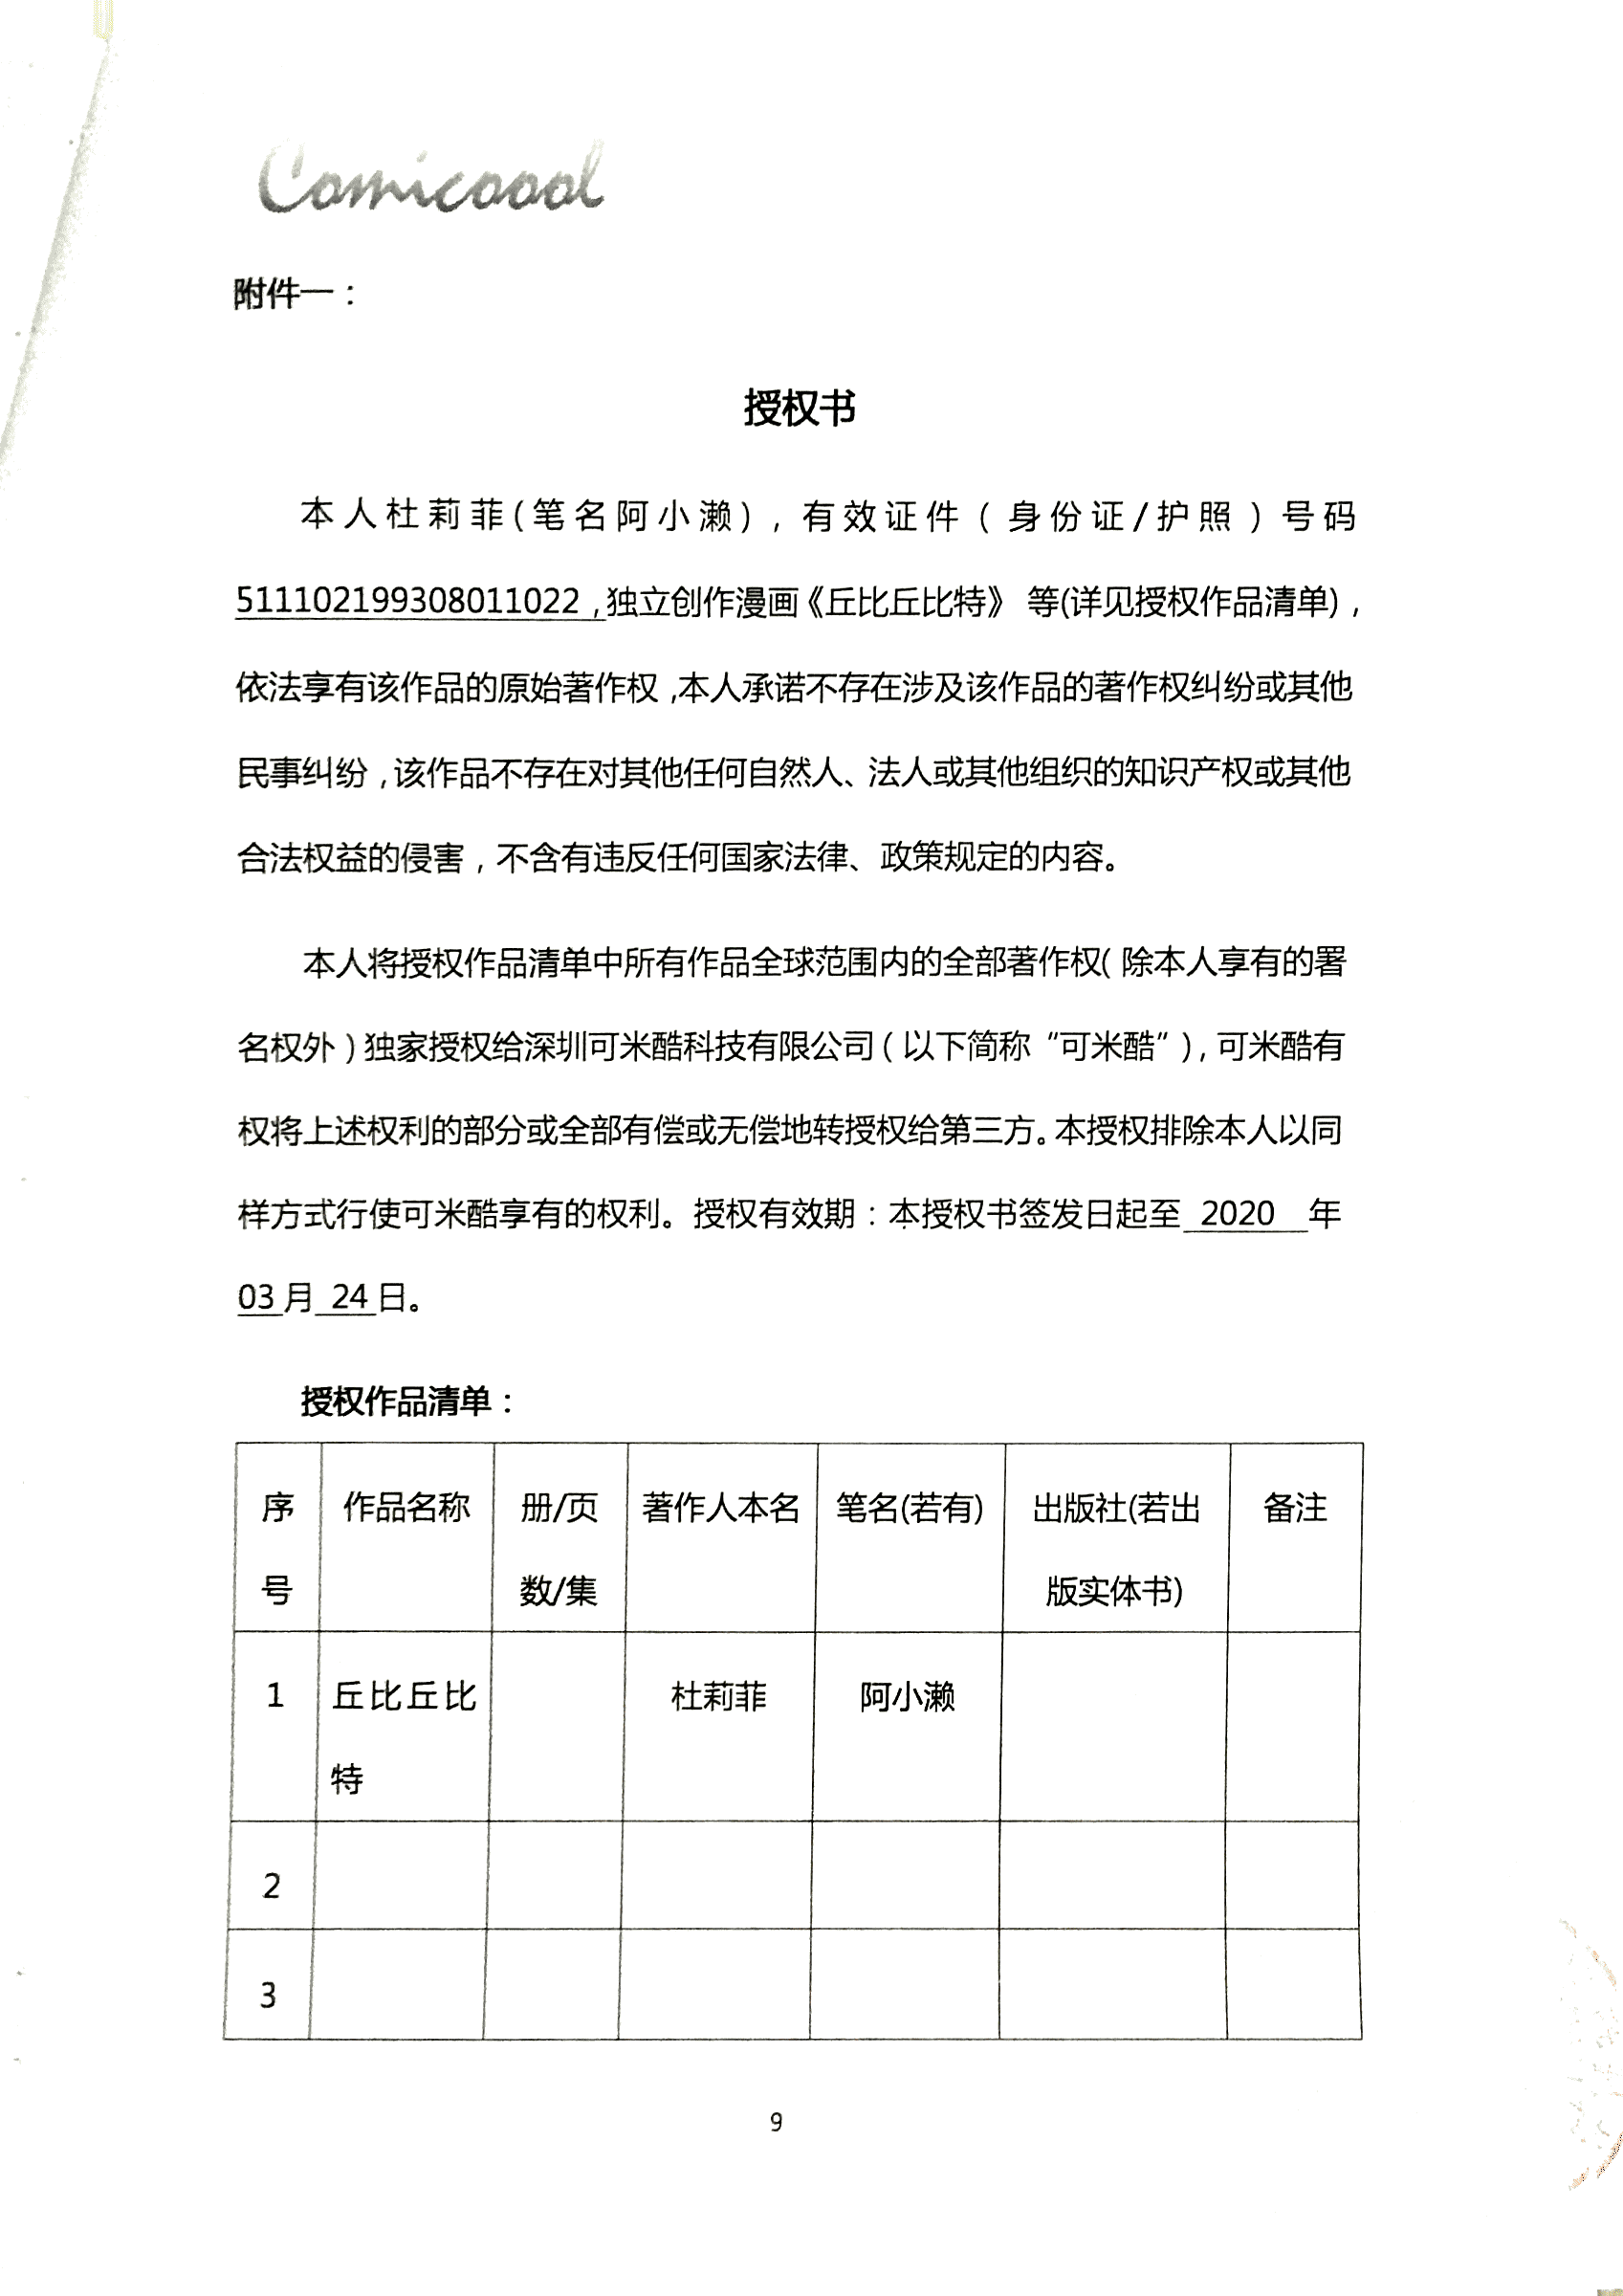 Comicoool
附件一：
授权书
本人杜莉菲(笔名阿小濑)，有效证件（身份证/护照）号码
511102199308011022，独立创作漫画《丘比丘比特》 等(详见授权作品清单)，
依法享有该作品的原始著作权，本人承诺不存在涉及该作品的著作权纠纷或其他
民事纠纷，该作品不存在对其他任何自然人、法人或其他组织的知识产权或其他
合法权益的侵害，不含有违反任何国家法律、政策规定的内容。
本人将授权作品清单中所有作品全球范围内的全部著作权（除本人享有的署
名权外）独家授权给深圳可米酷科技有限公司（以下简称“可米酷”），可米酷有
权将上述权利的部分或全部有偿或无偿地转授权给第三方。本授权排除本人以同
样方式行使可米酷享有的权利。授权有效期：本授权书签发日起至 2020 年
03 月 24 日。
授权作品清单：
序号 作品名称 册/页数/集 著作人本名 笔名(若有) 出版社(若出版实体书) 备注
1 丘比丘比特 杜莉菲 阿小濑
2
3
9